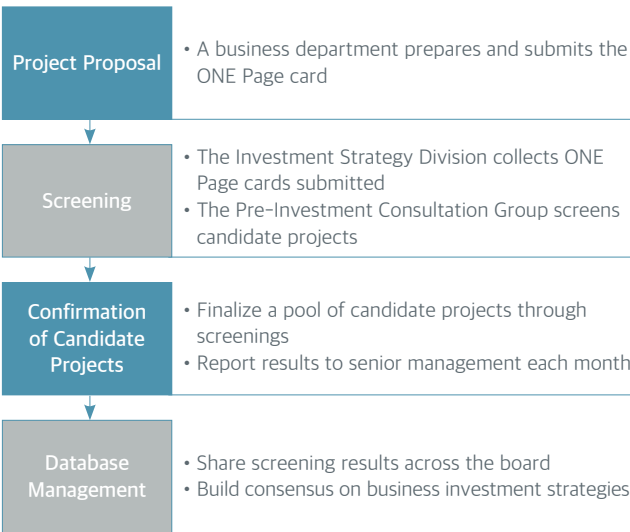 Project Proposal
• A business department prepares and submits the
ONE Page card
Screening
• The Investment Strategy Division collects ONE
Page cards submitted
• The Pre-Investment Consultation Group screens
candidate projects
Confirmation
of Candidate
Projects
• Finalize a pool of candidate projects through
screenings
• Report results to senior management each month
Database
Management
• Share screening results across the board
• Build consensus on business investment strategies